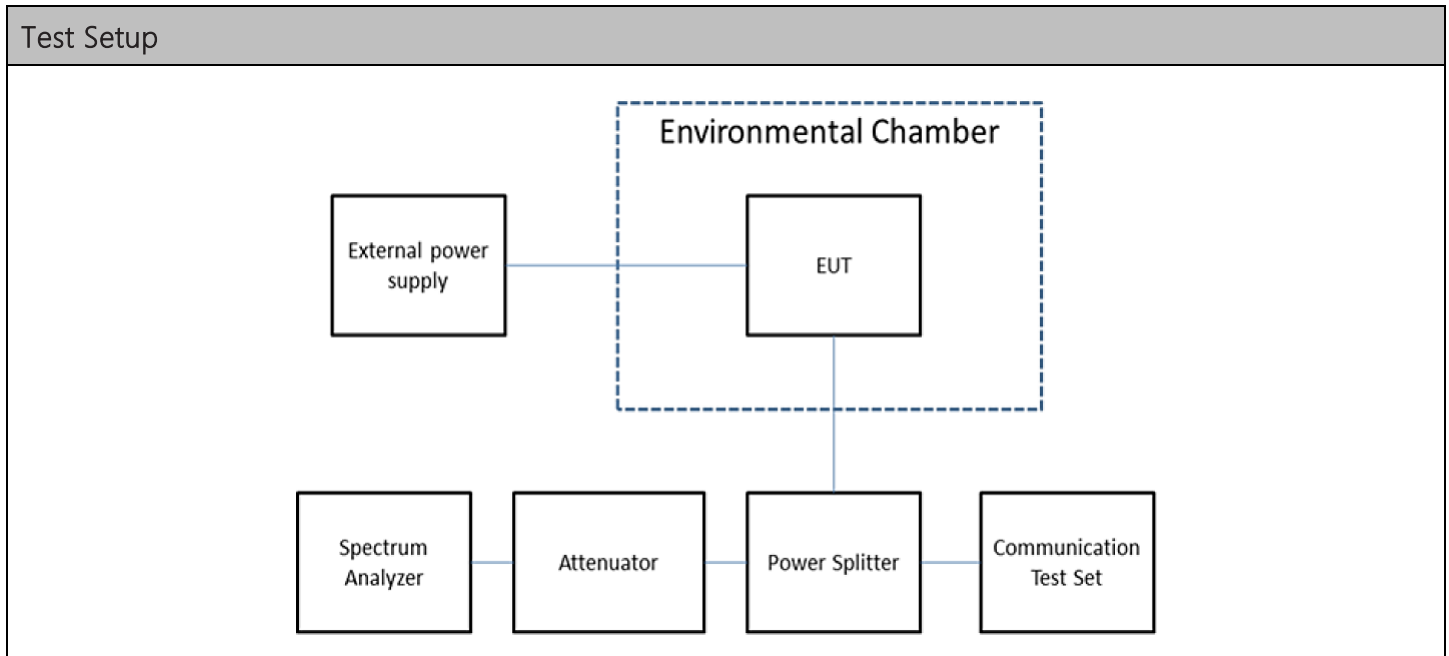 Test Setup
Environmental Chamber
External power
supply
EUT
Spectrum
Analyzer
Attenuator
Power Splitter
Communication
Test Set